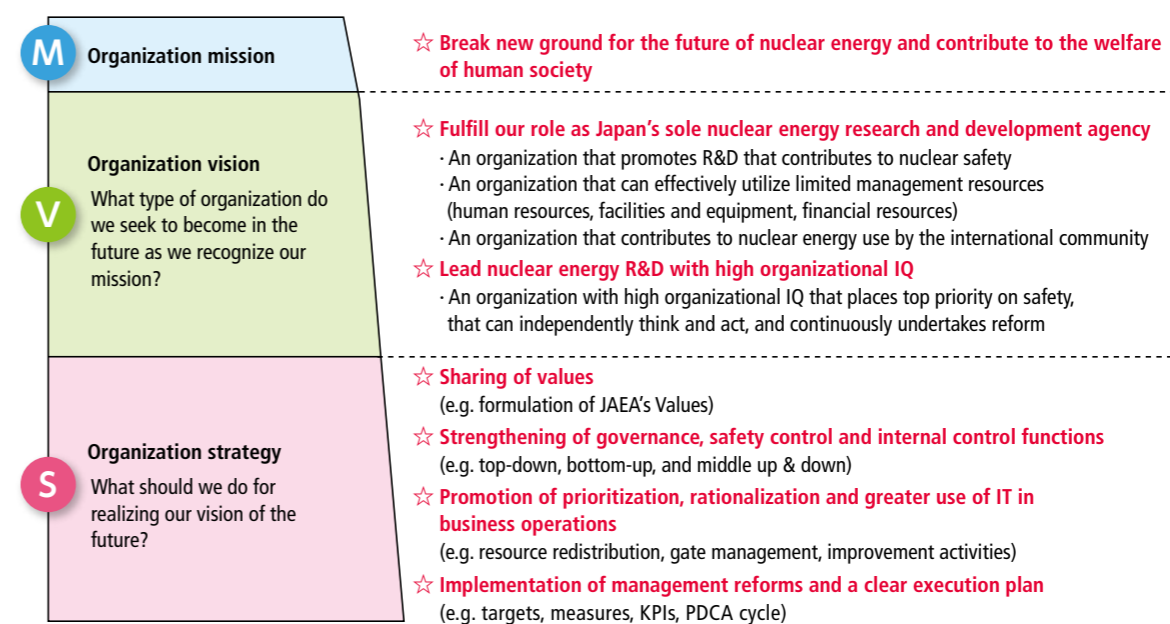 M
Organization mission
☆ Break new ground for the future of nuclear energy and contribute to the welfare
of human society
V
Organization vision
What type of organization do
we seek to become in the
future as we recognize our
mission?
☆ Fulfill our role as Japan’s sole nuclear energy research and development agency
· An organization that promotes R&D that contributes to nuclear safety
· An organization that can effectively utilize limited management resources
(human resources, facilities and equipment, financial resources)
· An organization that contributes to nuclear energy use by the international community
☆ Lead nuclear energy R&D with high organizational IQ
· An organization with high organizational IQ that places top priority on safety,
that can independently think and act, and continuously undertakes reform
S
Organization strategy
What should we do for
realizing our vision of the
future?
☆ Sharing of values
(e.g. formulation of JAEA’s Values)
☆ Strengthening of governance, safety control and internal control functions
(e.g. top-down, bottom-up, and middle up & down)
☆ Promotion of prioritization, rationalization and greater use of IT in
business operations
(e.g. resource redistribution, gate management, improvement activities)
☆ Implementation of management reforms and a clear execution plan
(e.g. targets, measures, KPIs, PDCA cycle)